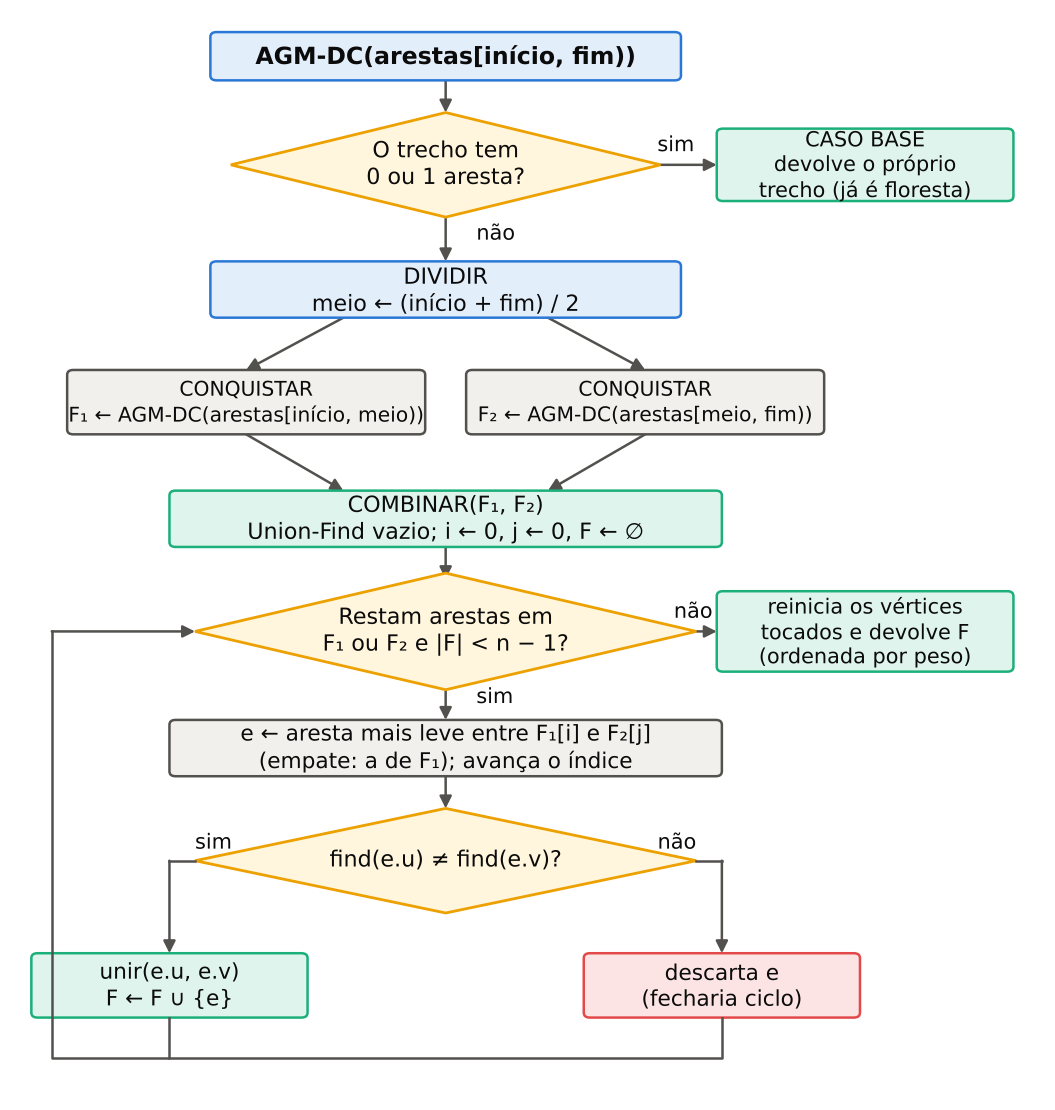 AGM-DC(arestas[início, fim))
O trecho tem
0 ou 1 aresta?
sim
CASO BASE
devolve o próprio
trecho (já é floresta)
não
DIVIDIR
meio ← (início + fim) / 2
CONQUISTAR
F₁ ← AGM-DC(arestas[início, meio))
CONQUISTAR
F₂ ← AGM-DC(arestas[meio, fim))
COMBINAR(F₁, F₂)
Union-Find vazio; i ← 0, j ← 0, F ← ∅
Restam arestas em
F₁ ou F₂ e |F| < n − 1?
não
reinicia os vértices
tocados e devolve F
(ordenada por peso)
sim
e ← aresta mais leve entre F₁[i] e F₂[j]
(empate: a de F₁); avança o índice
sim
find(e.u) ≠ find(e.v)?
não
unir(e.u, e.v)
F ← F ∪ {e}
descarta e
(fecharia ciclo)